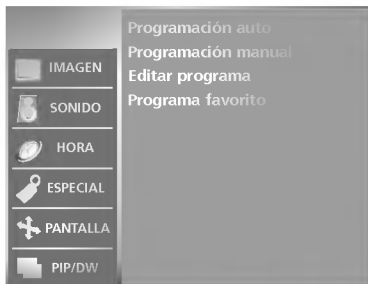 Programación auto
Programación manual
Editar programa
Programa favorito
IMAGEN
SONIDO
HORA
ESPECIAL
PANTALLA
PIP/DW